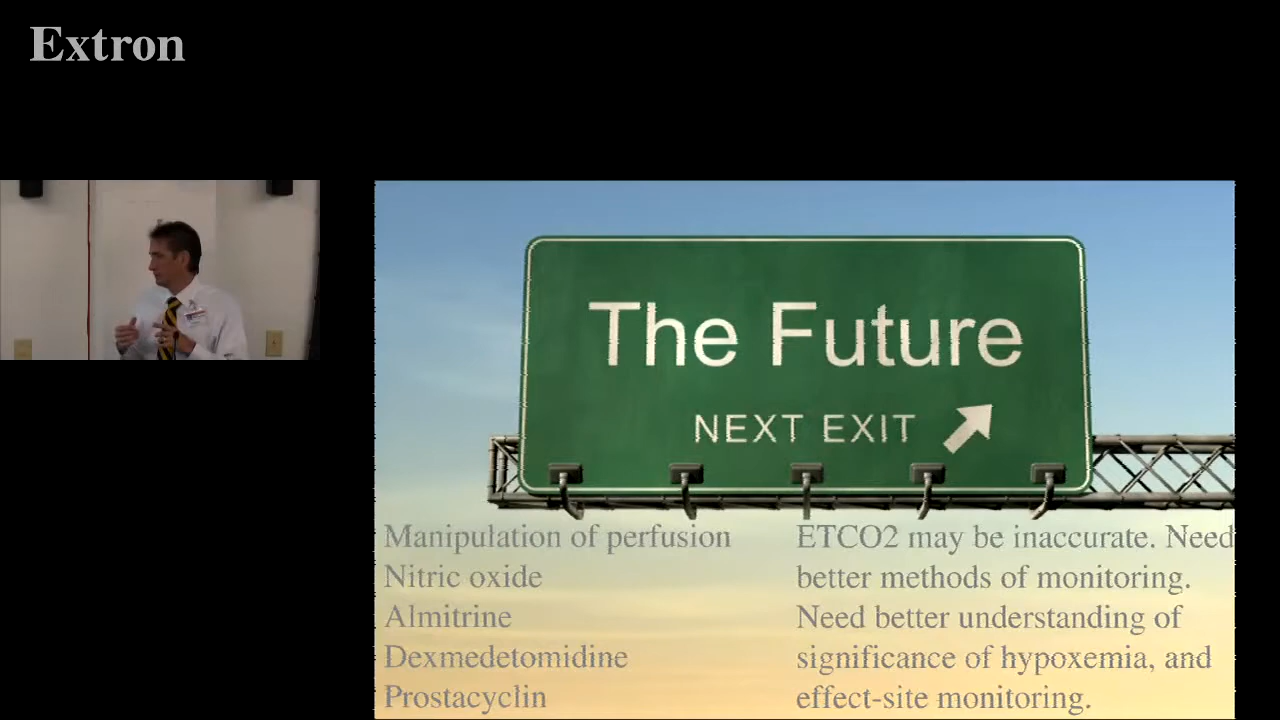 Extron
The Future
NEXT EXIT
Manipulation of perfusion
Nitric oxide
Almitrine
Dexmedetomidine
Prostacyclin
ETCO2 may be inaccurate. Need
better methods of monitoring.
Need better understanding of
significance of hypoxemia, and
effect-site monitoring.